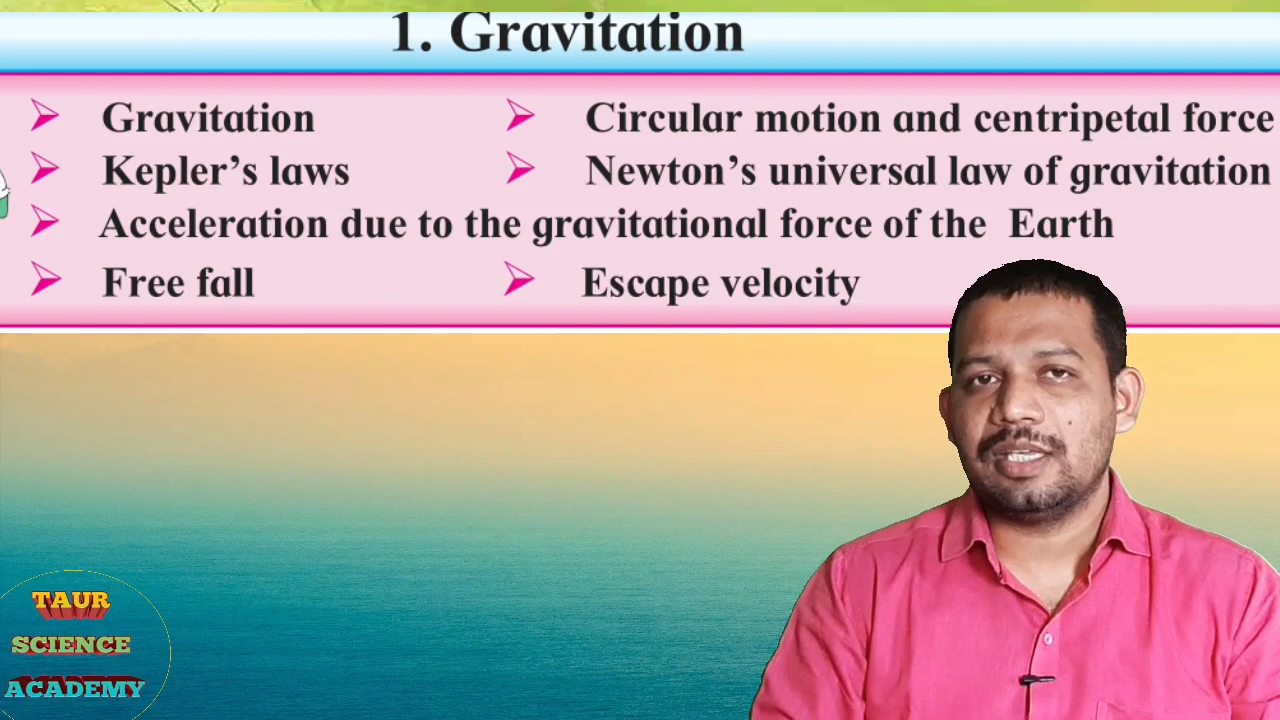 1. Gravitation
➢ Gravitation ➢ Circular motion and centripetal force
➢ Kepler’s laws ➢ Newton’s universal law of gravitation
➢ Acceleration due to the gravitational force of the Earth
➢ Free fall ➢ Escape velocity
TAUR
SCIENCE
ACADEMY